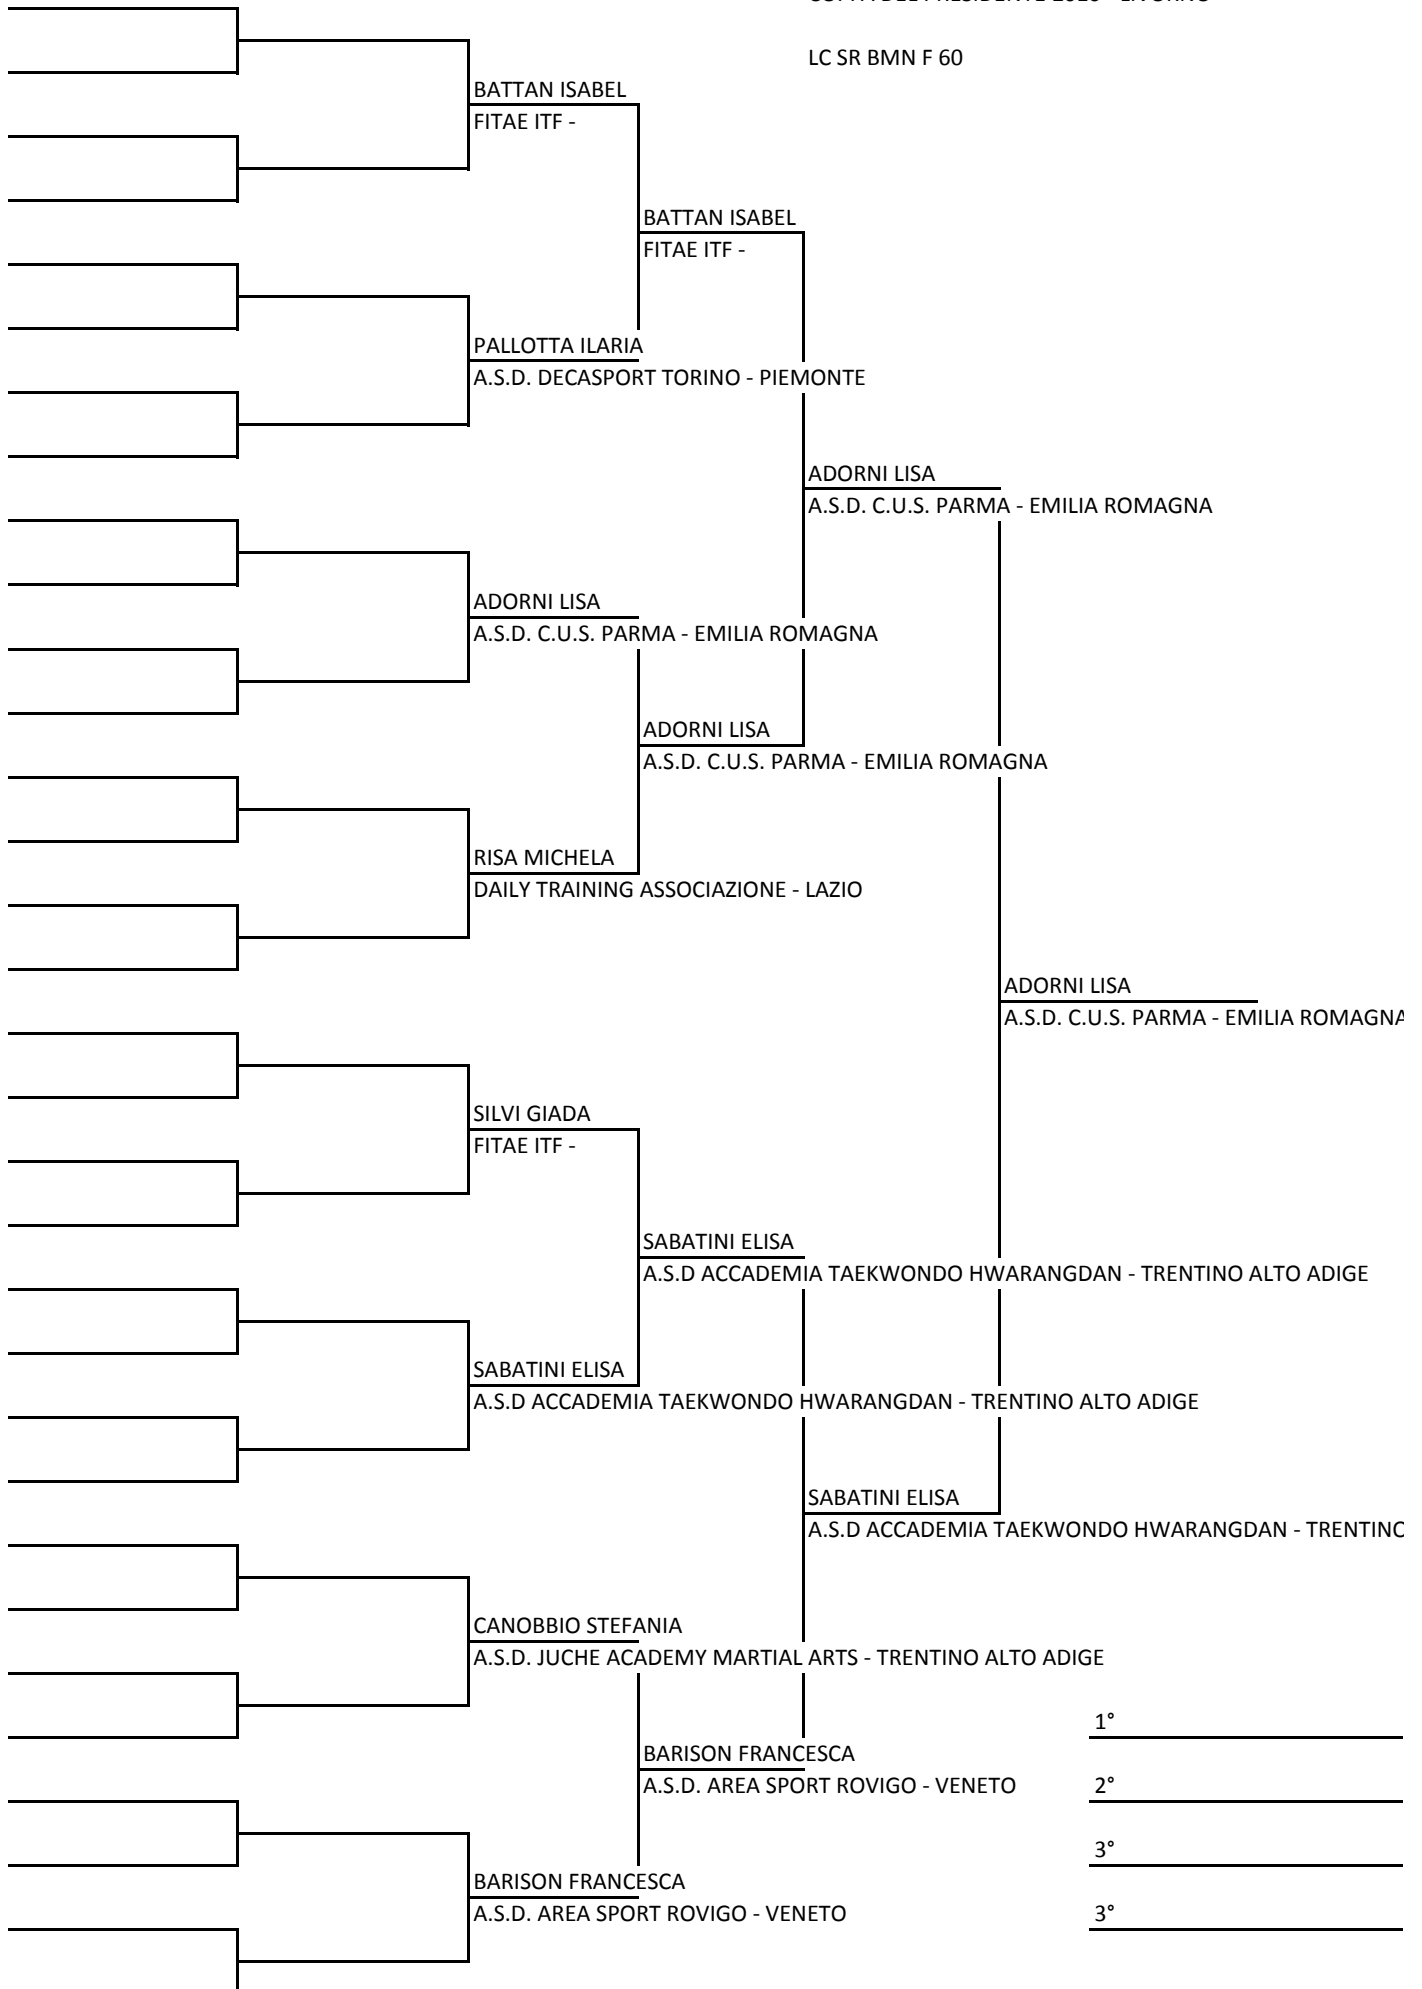 LC SR BMN F 60
BATTAN ISABEL
FITAE ITF -
BATTAN ISABEL
FITAE ITF -
PALLOTTA ILARIA
A.S.D. DECASPORT TORINO - PIEMONTE
ADORNI LISA
A.S.D. C.U.S. PARMA - EMILIA ROMAGNA
ADORNI LISA
A.S.D. C.U.S. PARMA - EMILIA ROMAGNA
ADORNI LISA
A.S.D. C.U.S. PARMA - EMILIA ROMAGNA
RISA MICHELA
DAILY TRAINING ASSOCIAZIONE - LAZIO
ADORNI LISA
A.S.D. C.U.S. PARMA - EMILIA ROMAGNA
SILVI GIADA
FITAE ITF -
SABATINI ELISA
A.S.D ACCADEMIA TAEKWONDO HWARANGDAN - TRENTINO ALTO ADIGE
SABATINI ELISA
A.S.D ACCADEMIA TAEKWONDO HWARANGDAN - TRENTINO ALTO ADIGE
SABATINI ELISA
A.S.D ACCADEMIA TAEKWONDO HWARANGDAN - TRENTINO
CANOBBIO STEFANIA
A.S.D. JUCHE ACADEMY MARTIAL ARTS - TRENTINO ALTO ADIGE
1°
BARISON FRANCESCA
A.S.D. AREA SPORT ROVIGO - VENETO
2°
3°
BARISON FRANCESCA
A.S.D. AREA SPORT ROVIGO - VENETO
3°